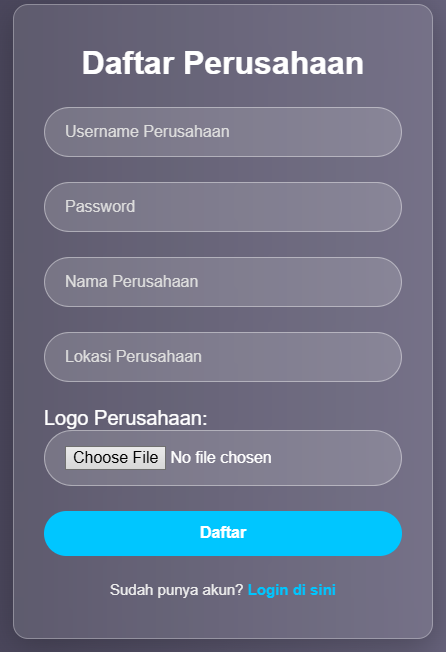 Daftar Perusahaan
Username Perusahaan
Password
Nama Perusahaan
Lokasi Perusahaan
Logo Perusahaan:
Choose File No file chosen
Daftar
Sudah punya akun? Login di sini